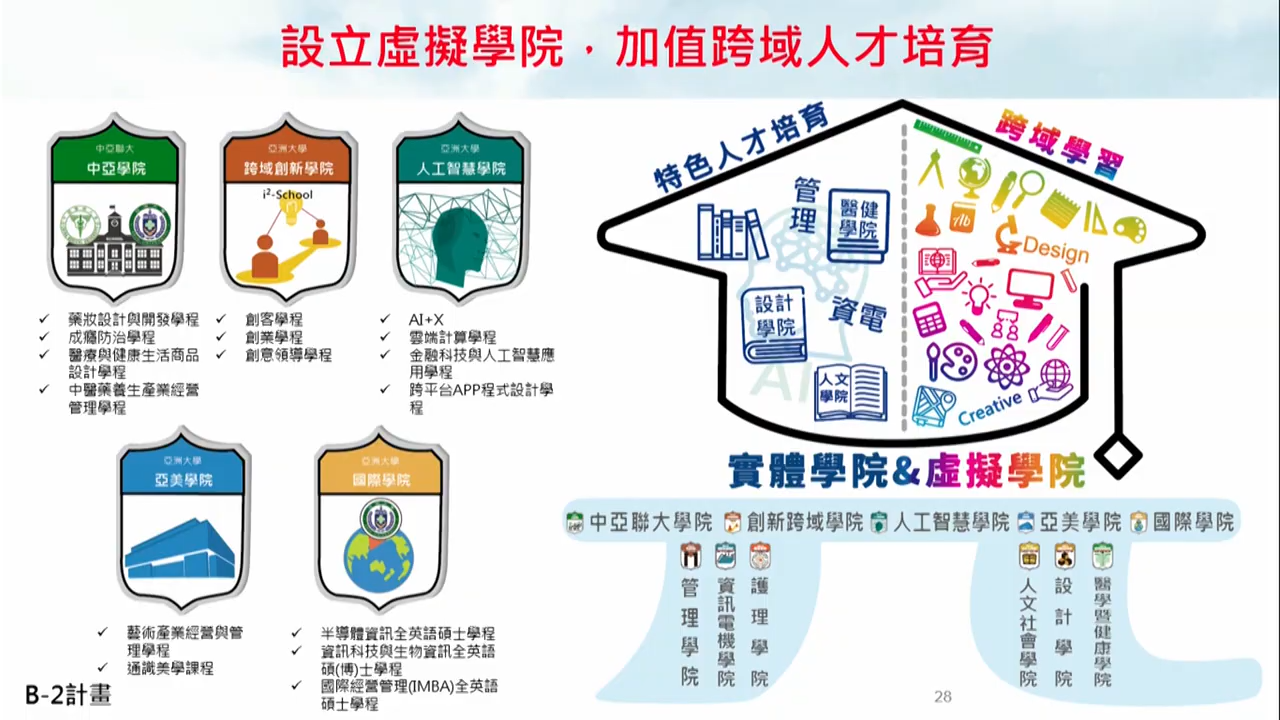 設立虛擬學院，加值跨域人才培育
中亞聯大
中亞學院
亞洲大學
跨域創新學院
i²-School
亞洲大學
人工智慧學院
✓ 藥妝設計與開發學程
✓ 成癮防治學程
✓ 醫療與健康生活商品
設計學程
✓ 中醫藥養生產業經營
管理學程
✓ 創客學程
✓ 創業學程
✓ 創意領導學程
✓ AI+X
✓ 雲端計算學程
✓ 金融科技與人工智慧應
用學程
✓ 跨平台APP程式設計學
程
亞洲大學
亞美學院
亞洲大學
國際學院
✓ 藝術產業經營與管
理學程
✓ 通識美學課程
✓ 半導體資訊全英語碩士學程
✓ 資訊科技與生物資訊全英語
碩(博)士學程
✓ 國際經營管理(IMBA)全英語
碩士學程
B-2計畫
特色人才培育
跨域學習
管理
醫健
學院
設計
學院
資電
人文
學院
AI
Ab
Design
Creative
實體學院&虛擬學院
中亞聯大學院
創新跨域學院
人工智慧學院
亞美學院
國際學院
管理學院
資訊電機學院
護理學院
人文社會學院
設計學院
醫學暨健康學院
28